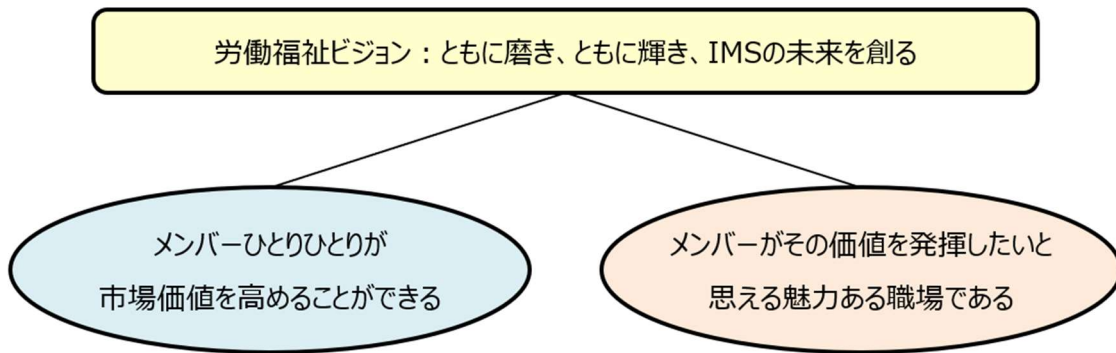 労働福祉ビジョン：ともに磨き、ともに輝き、IMSの未来を創る
メンバーひとりひとりが
市場価値を高めることができる
メンバーがその価値を発揮したいと
思える魅力ある職場である